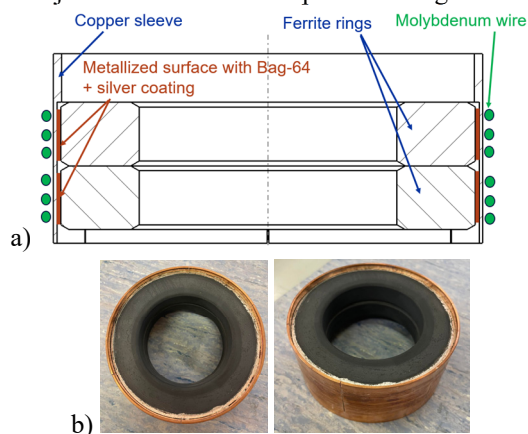 Copper sleeve
Ferrite rings
Molybdenum wire
Metallized surface with Bag-64
+ silver coating
a)
b)